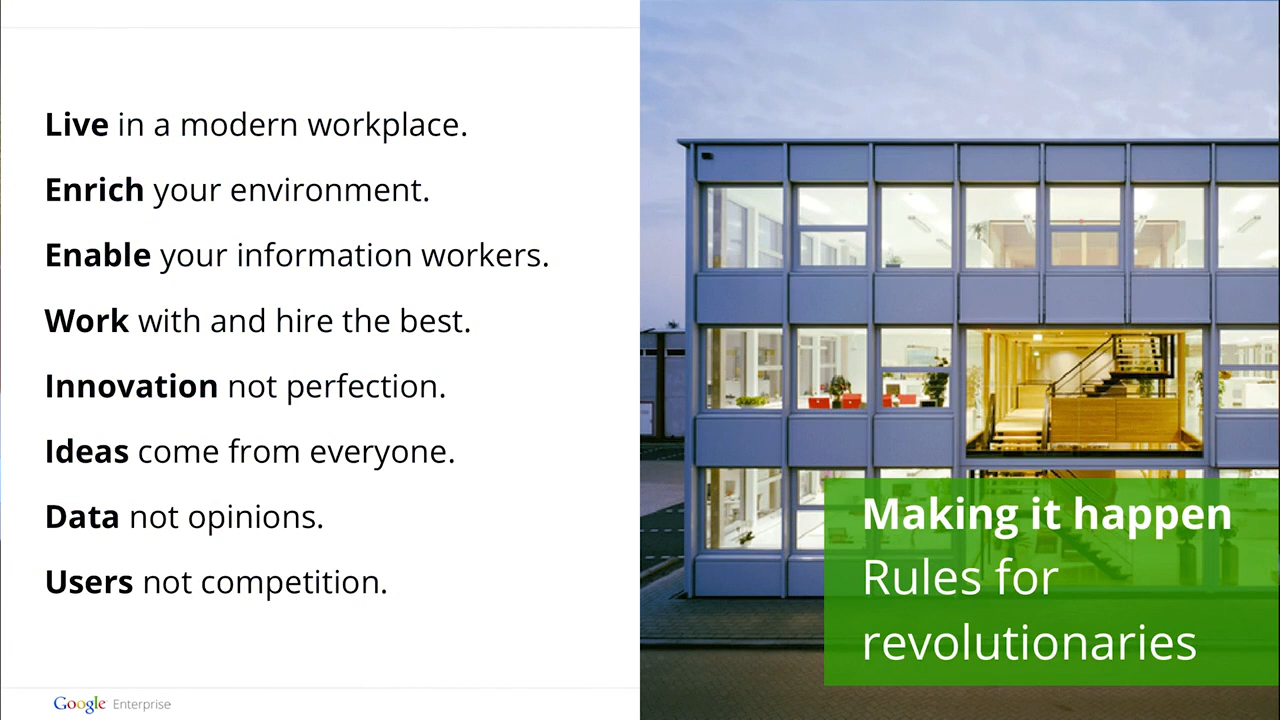 Live in a modern workplace.
Enrich your environment.
Enable your information workers.
Work with and hire the best.
Innovation not perfection.
Ideas come from everyone.
Data not opinions.
Users not competition.
Making it happen
Rules for
revolutionaries
Google Enterprise